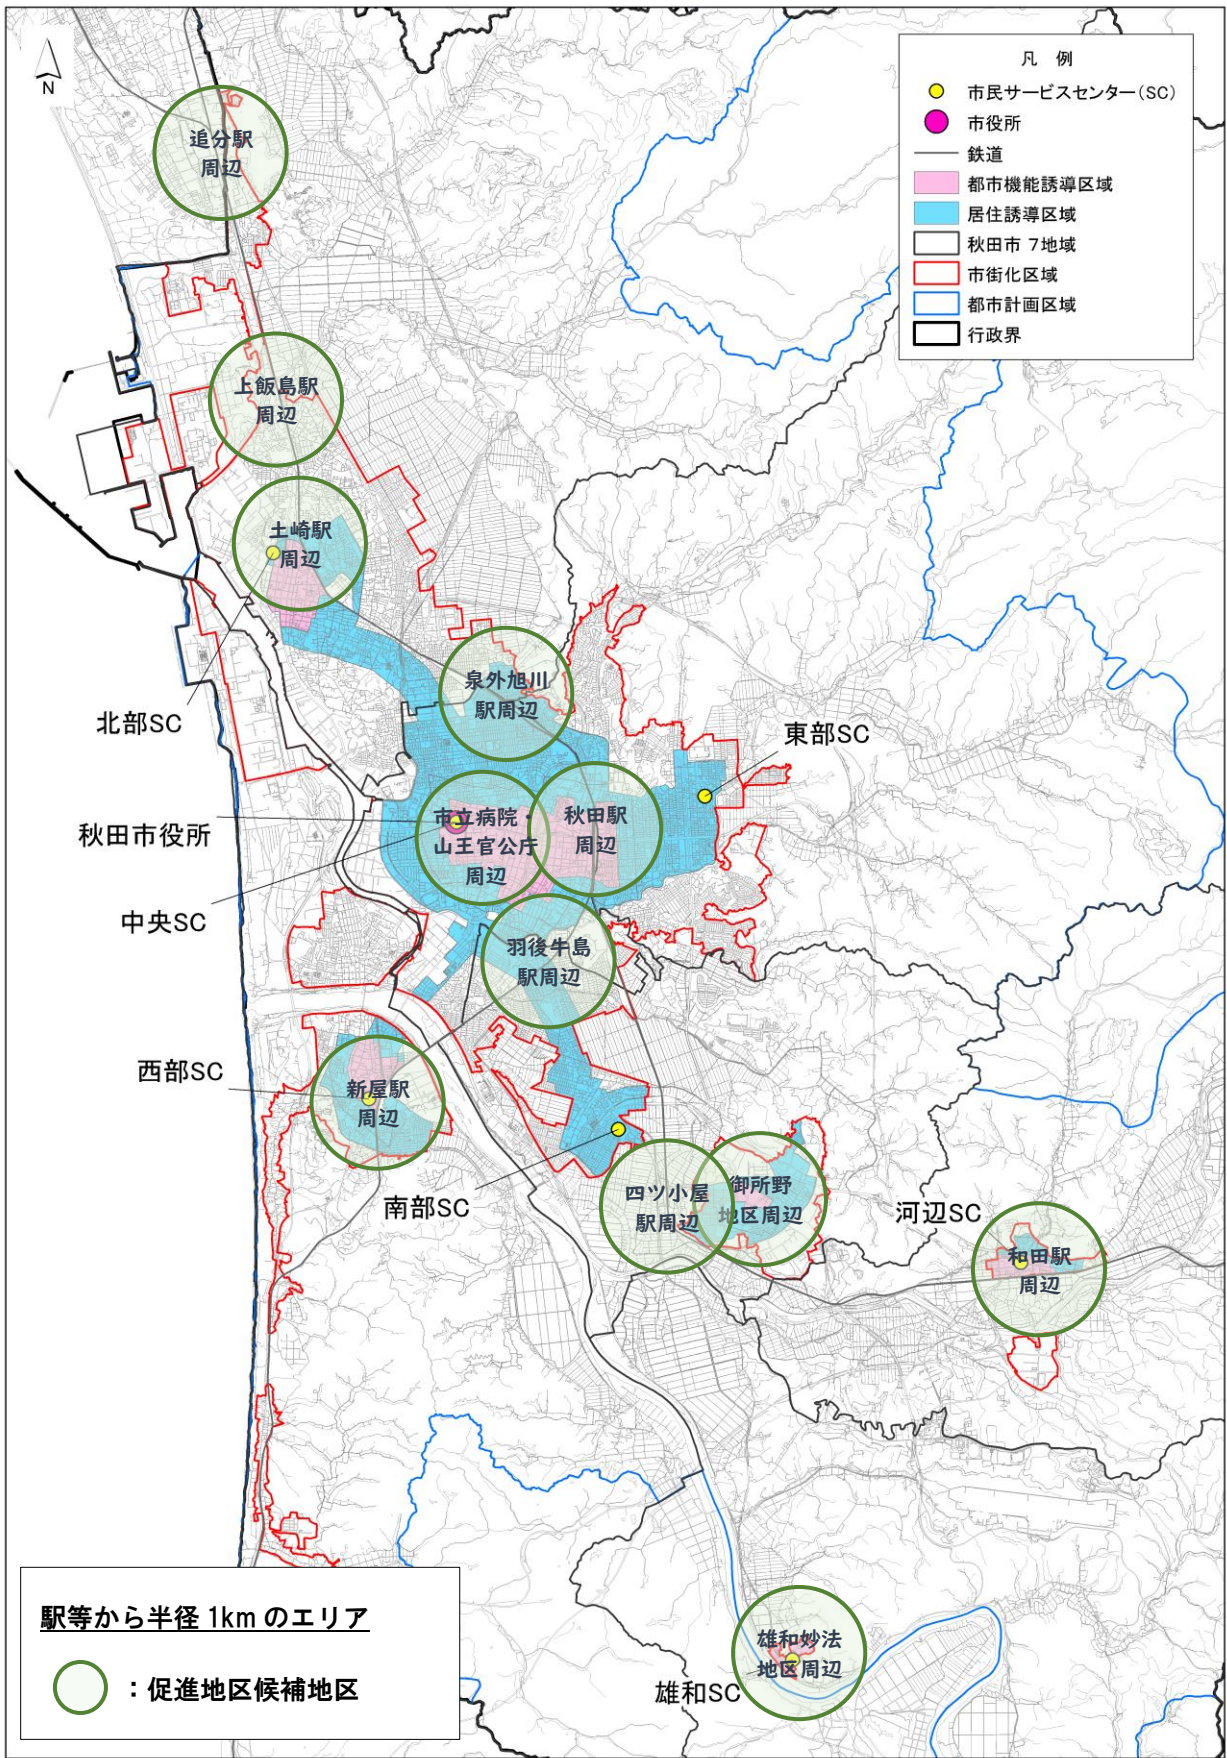 N
凡 例
市民サービスセンター(SC)
市役所
鉄道
都市機能誘導区域
居住誘導区域
秋田市 7地域
市街化区域
都市計画区域
行政界
追分駅
周辺
上飯島駅
周辺
土崎駅
周辺
泉外旭川
駅周辺
北部SC
東部SC
秋田市役所
市立病院・
山王官公庁
周辺
秋田駅
周辺
中央SC
羽後牛島
駅周辺
西部SC
新屋駅
周辺
南部SC
四ツ小屋
駅周辺
御所野
地区周辺
河辺SC
和田駅
周辺
雄和妙法
地区周辺
雄和SC
駅等から半径 1km のエリア
：促進地区候補地区